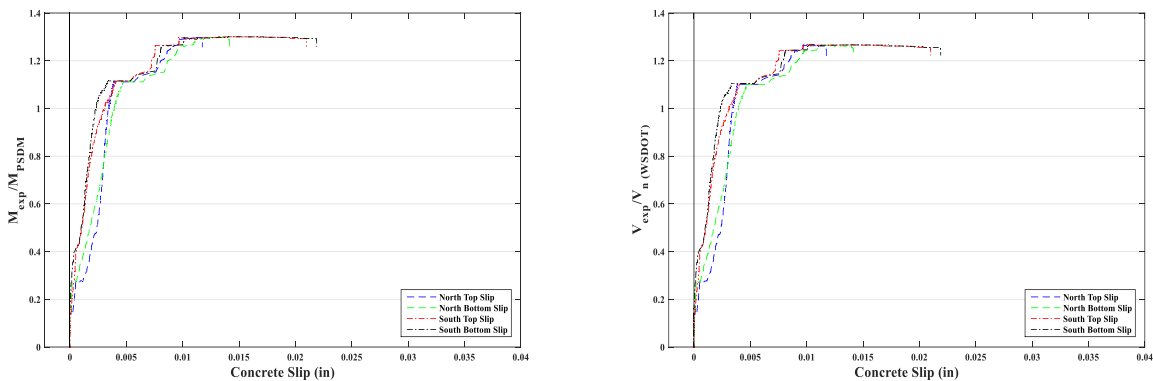 1.4
1.2
1
0.8
0.6
0.4
0.2
0
M_exp/M_PSDM
0
0.005
0.01
0.015
0.02
0.025
0.03
0.035
0.04
Concrete Slip (in)
North Top Slip
North Bottom Slip
South Top Slip
South Bottom Slip
1.4
1.2
1
0.8
0.6
0.4
0.2
0
V_exp/V_n (WSDOT)
0
0.005
0.01
0.015
0.02
0.025
0.03
0.035
0.04
Concrete Slip (in)
North Top Slip
North Bottom Slip
South Top Slip
South Bottom Slip